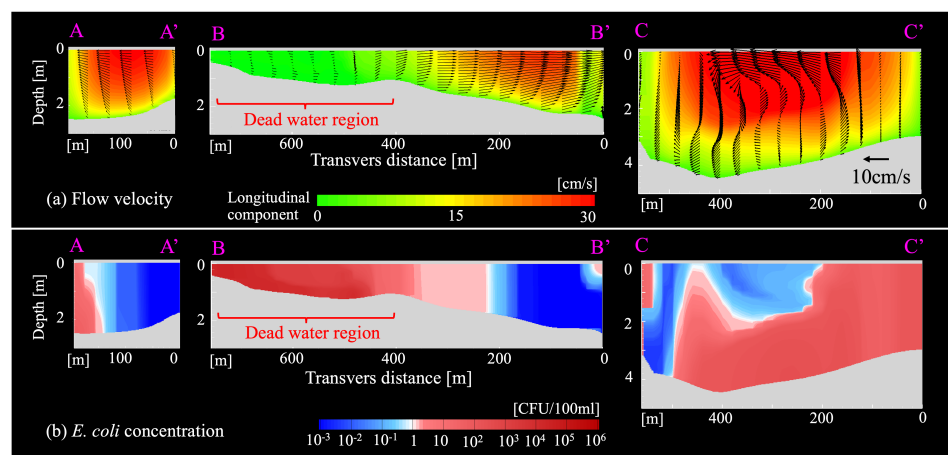 A A' B B' C C'
0 0 0
2 2 2
4
Depth [m]
Dead water region
[m] 100 0 600 400 200 0 [m] 400 200 0
Transvers distance [m]
10cm/s
(a) Flow velocity
Longitudinal component
[cm/s]
0 15 30
A A' B B' C C'
0 0 0
2 2 2
4
Depth [m]
Dead water region
[m] 100 0 600 400 200 0 [m] 400 200 0
Transvers distance [m]
[CFU/100ml]
(b) E. coli concentration
10-3 10-2 10-1 1 10 102 103 104 105 106